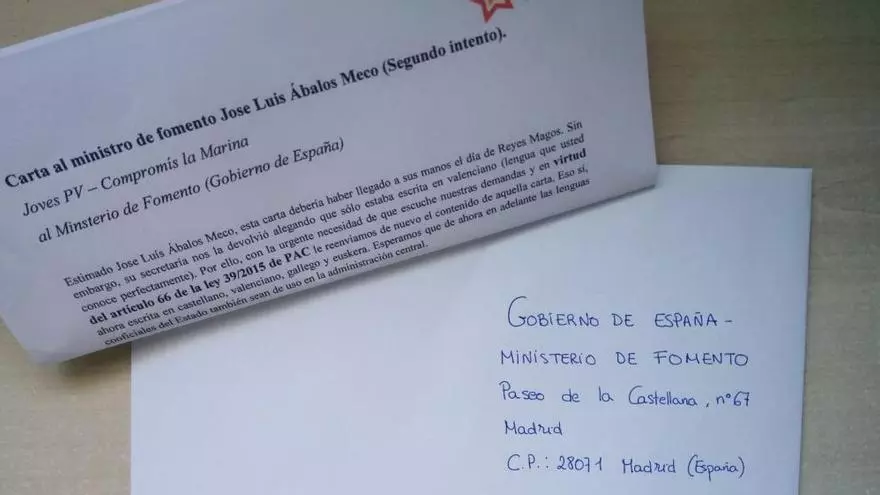 Carta al ministro de fomento Jose Luis Ábalos Meco (Segundo intento).
Joves PV – Compromís la Marina
al Minsterio de Fomento (Gobierno de España)
Estimado Jose Luis Ábalos Meco, esta carta debería haber llegado a sus manos el día de Reyes Magos. Sin
embargo, su secretaría nos la devolvió alegando que sólo estaba escrita en valenciano (lengua que usted
conoce perfectamente). Por ello, con la urgente necesidad de que escuche nuestras demandas y en virtud
del artículo 66 de la ley 39/2015 de PAC le reenviamos de nuevo el contenido de aquella carta. Eso sí,
ahora escrita en castellano, valenciano, gallego y euskera. Esperamos que de ahora en adelante las lenguas
cooficiales del Estado también sean de uso en la administración central.
GOBIERNO DE ESPAÑA -
MINISTERIO DE FOMENTO
Paseo de la Castellana, nº67
Madrid
C.P.: 28071 Madrid (España)